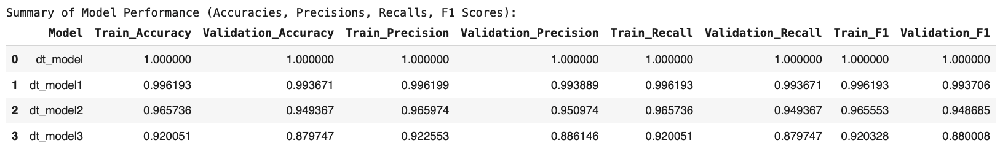 Summary of Model Performance (Accuracies, Precisions, Recalls, F1 Scores):
Model Train_Accuracy Validation_Accuracy Train_Precision Validation_Precision Train_Recall Validation_Recall Train_F1 Validation_F1
0 dt_model 1.000000 1.000000 1.000000 1.000000 1.000000 1.000000 1.000000 1.000000
1 dt_model1 0.996193 0.993671 0.996199 0.993889 0.996193 0.993671 0.996193 0.993706
2 dt_model2 0.965736 0.949367 0.965974 0.950974 0.965736 0.949367 0.965553 0.948685
3 dt_model3 0.920051 0.879747 0.922553 0.886146 0.920051 0.879747 0.920328 0.880008